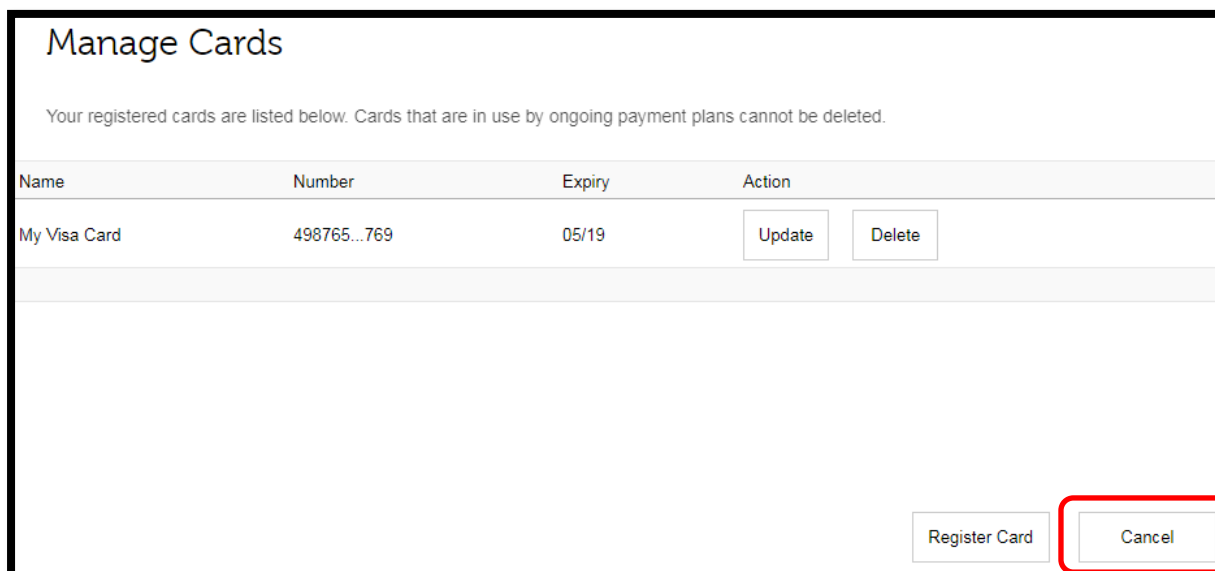 Manage Cards
Your registered cards are listed below. Cards that are in use by ongoing payment plans cannot be deleted.
Name Number Expiry Action
My Visa Card 498765...769 05/19 Update Delete
Register Card Cancel